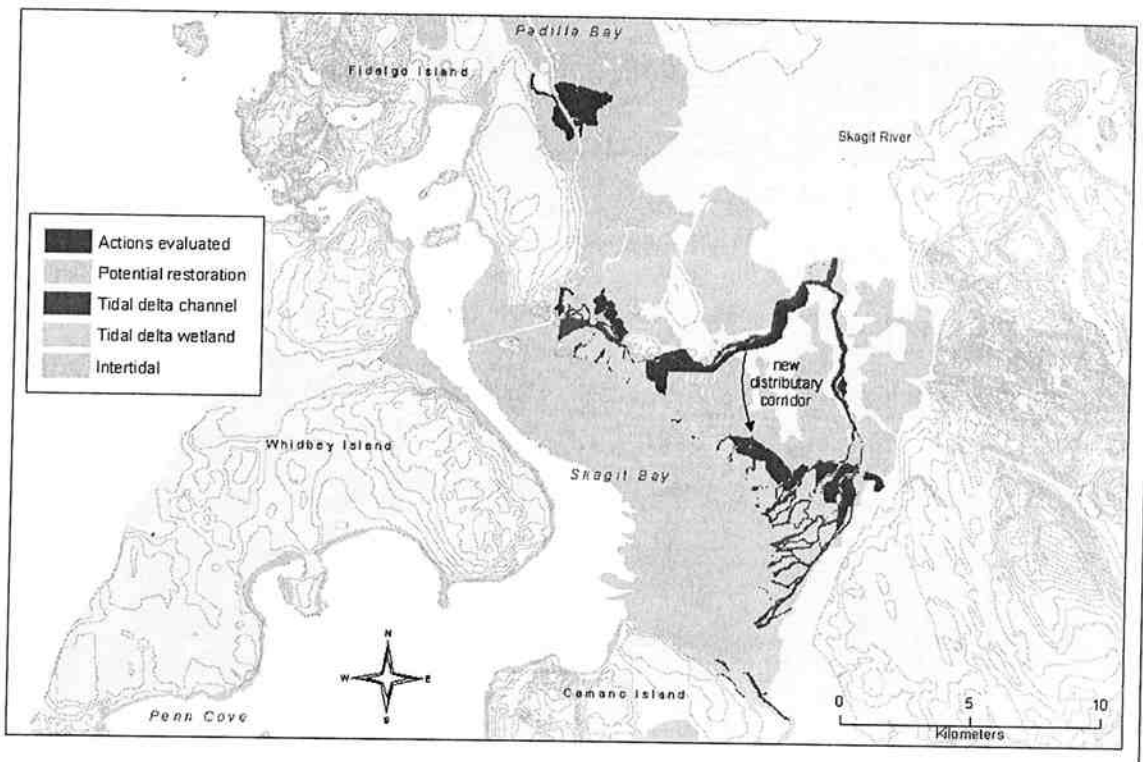 Padilla Bay
Fidalgo Island
Skagit River
Actions evaluated
Potential restoration
Tidal delta channel
Tidal delta wetland
Intertidal
new
distributary
corridor
Whidbey Island
Skagit Bay
N
W E
S
Camano Island
Penn Cove
0 5 10
Kilometers